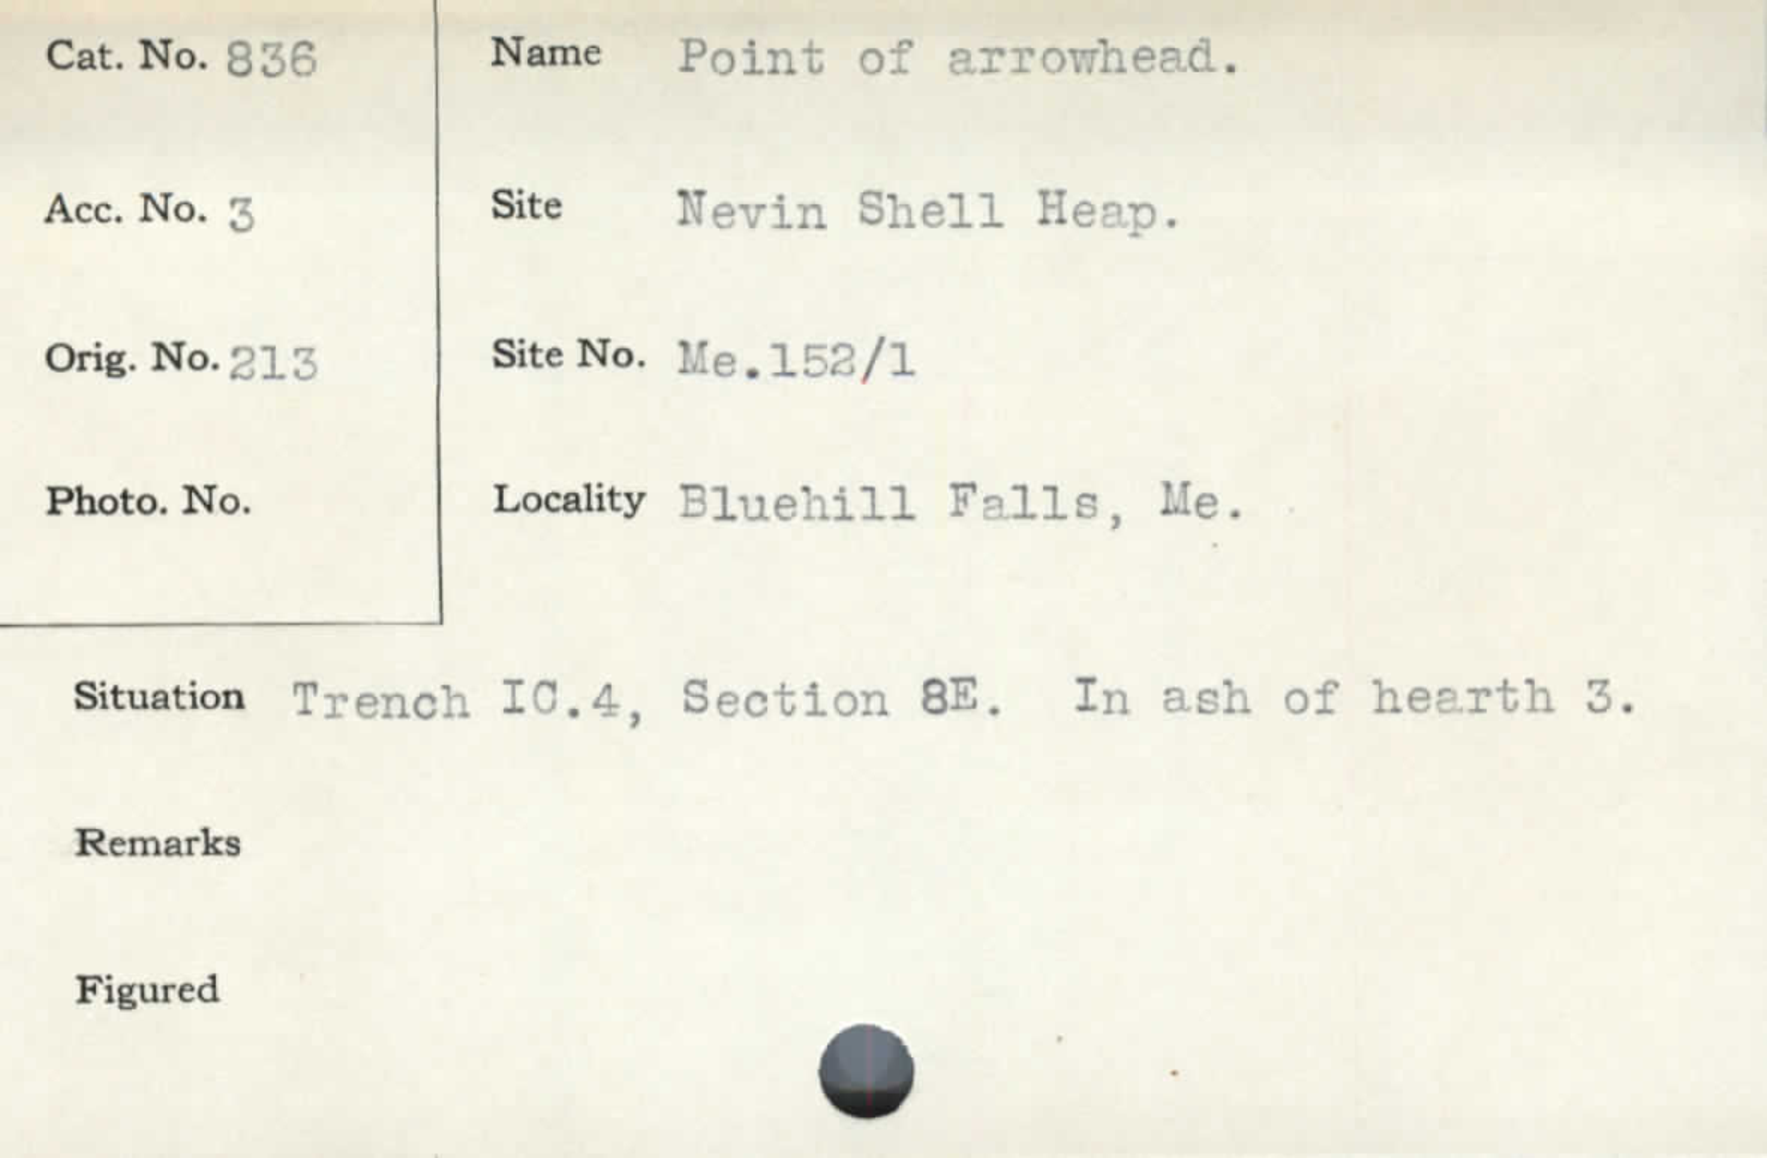 Cat. No. 836
Name Point of arrowhead.
Acc. No. 3
Site Nevin Shell Heap.
Orig. No. 213
Site No. Me.152/1
Photo. No.
Locality Bluehill Falls, Me.
Situation Trench IC.4, Section 8E. In ash of hearth 3.
Remarks
Figured